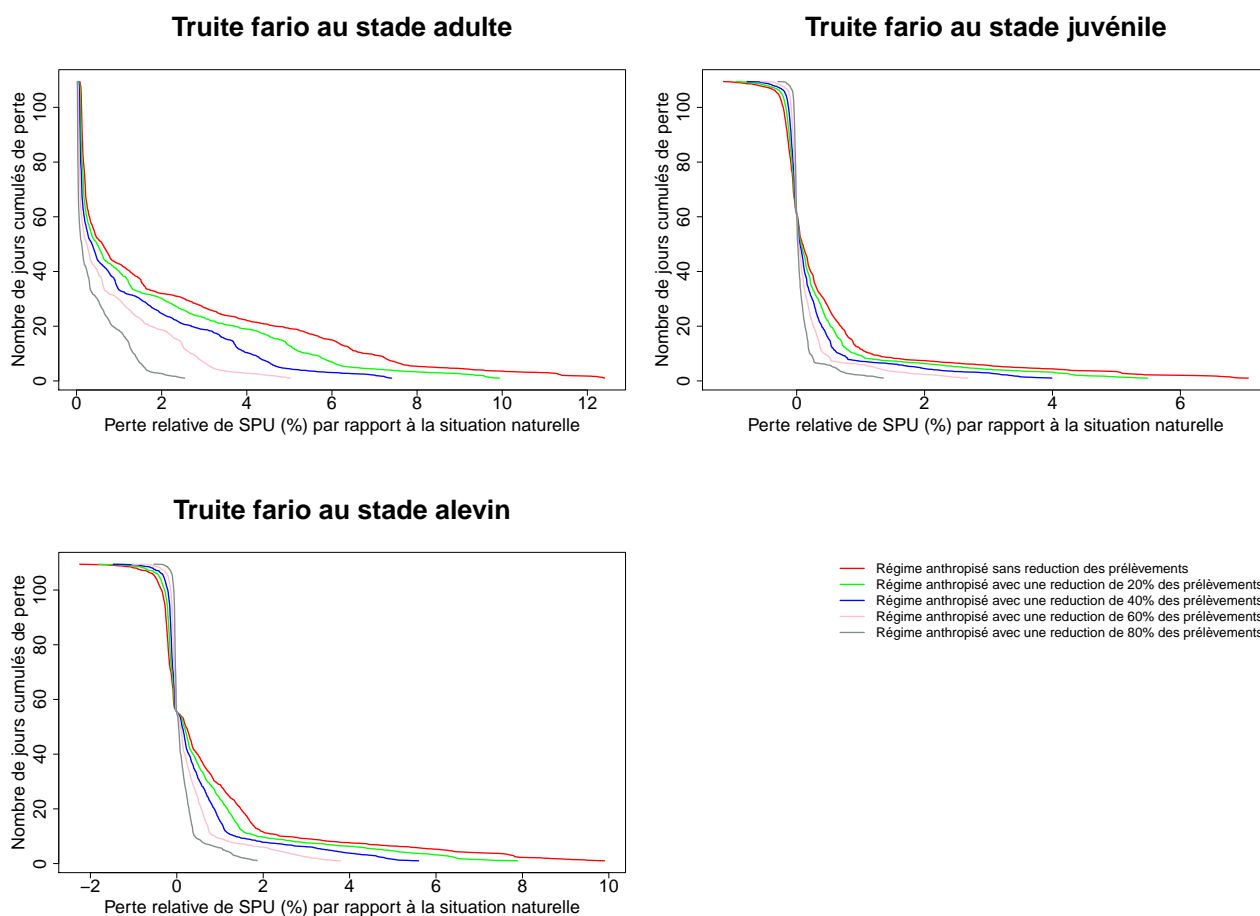 Truite fario au stade adulte
Nombre de jours cumulés de perte
100
80
60
40
20
0
0 2 4 6 8 10 12
Perte relative de SPU (%) par rapport à la situation naturelle
Truite fario au stade juvénile
Nombre de jours cumulés de perte
100
80
60
40
20
0
0 2 4 6
Perte relative de SPU (%) par rapport à la situation naturelle
Truite fario au stade alevin
Nombre de jours cumulés de perte
100
80
60
40
20
0
−2 0 2 4 6 8 10
Perte relative de SPU (%) par rapport à la situation naturelle
Régime anthropisé sans reduction des prélèvements
Régime anthropisé avec une reduction de 20% des prélèvements
Régime anthropisé avec une reduction de 40% des prélèvements
Régime anthropisé avec une reduction de 60% des prélèvements
Régime anthropisé avec une reduction de 80% des prélèvements